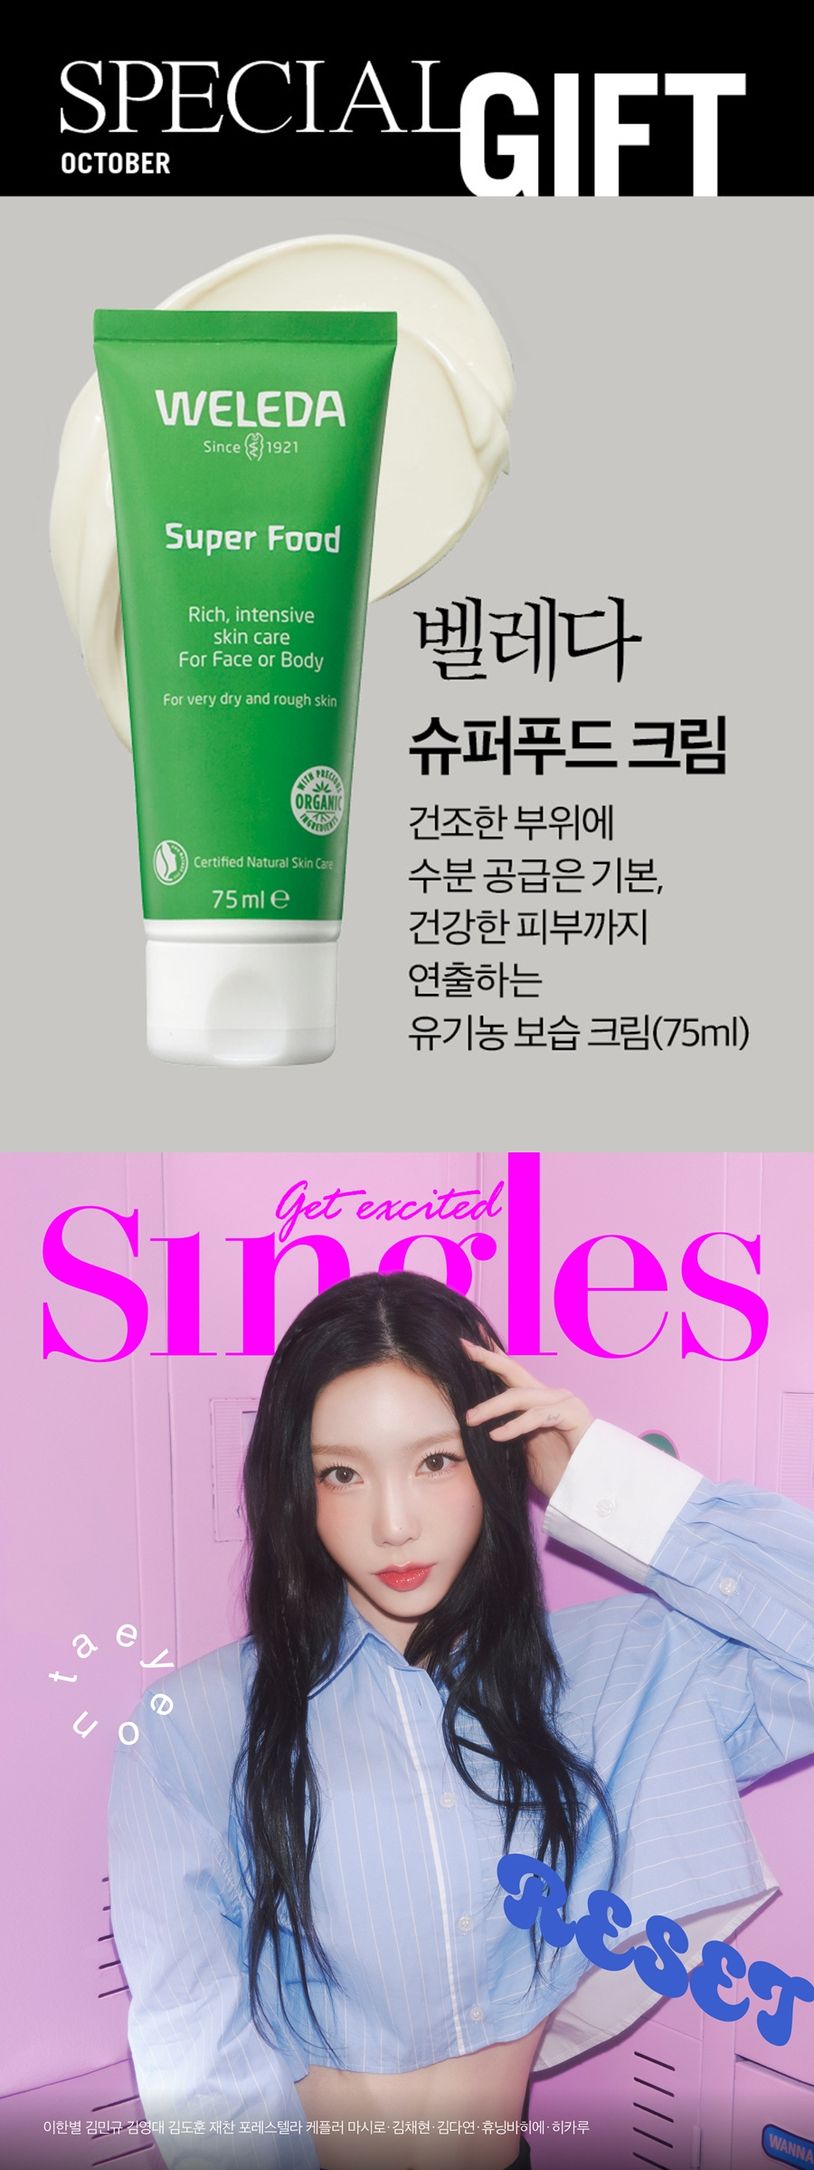 SPECIAL GIFT
OCTOBER
WELEDA
Since 1921
Super Food
Rich, intensive
skin care
For Face or Body
For very dry and rough skin
WITH PRECIOUS
ORGANIC
INGREDIENTS
Certified Natural Skin Care
75 ml e
벨레다
슈퍼푸드 크림
건조한 부위에
수분 공급은 기본,
건강한 피부까지
연출하는
유기농 보습 크림(75ml)
Get excited
Singles
taeyeon
RESET
이한별 김민규 김영대 김도훈 재찬 포레스텔라 케플러 마시로·김채현·김다연·휴닝바히에·히카루
WANNA